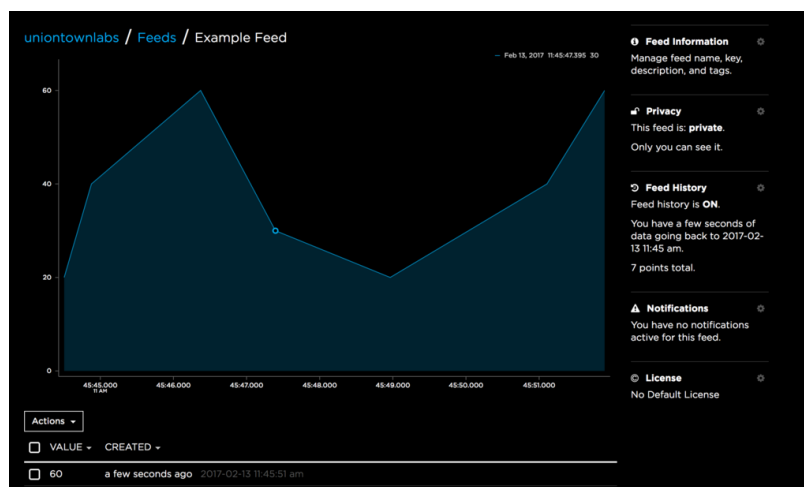 uniontownlabs / Feeds / Example Feed
Feb 13, 2017 11:45:47.395 30
60
40
20
0
45:45.000 45:46.000 45:47.000 45:48.000 45:49.000 45:50.000 45:51.000
11 AM
Actions
VALUE CREATED
60 a few seconds ago 2017-02-13 11:45:51 am
Feed Information
Manage feed name, key,
description, and tags.
Privacy
This feed is: private.
Only you can see it.
Feed History
Feed history is ON.
You have a few seconds of
data going back to 2017-02-
13 11:45 am.
7 points total.
Notifications
You have no notifications
active for this feed.
© License
No Default License